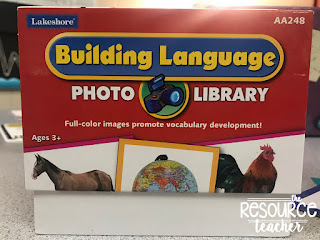 Lakeshore®
AA248
Building Language
PHOTO LIBRARY
Full-color images promote vocabulary development!
Ages 3+
the
RESOURCE
teacher